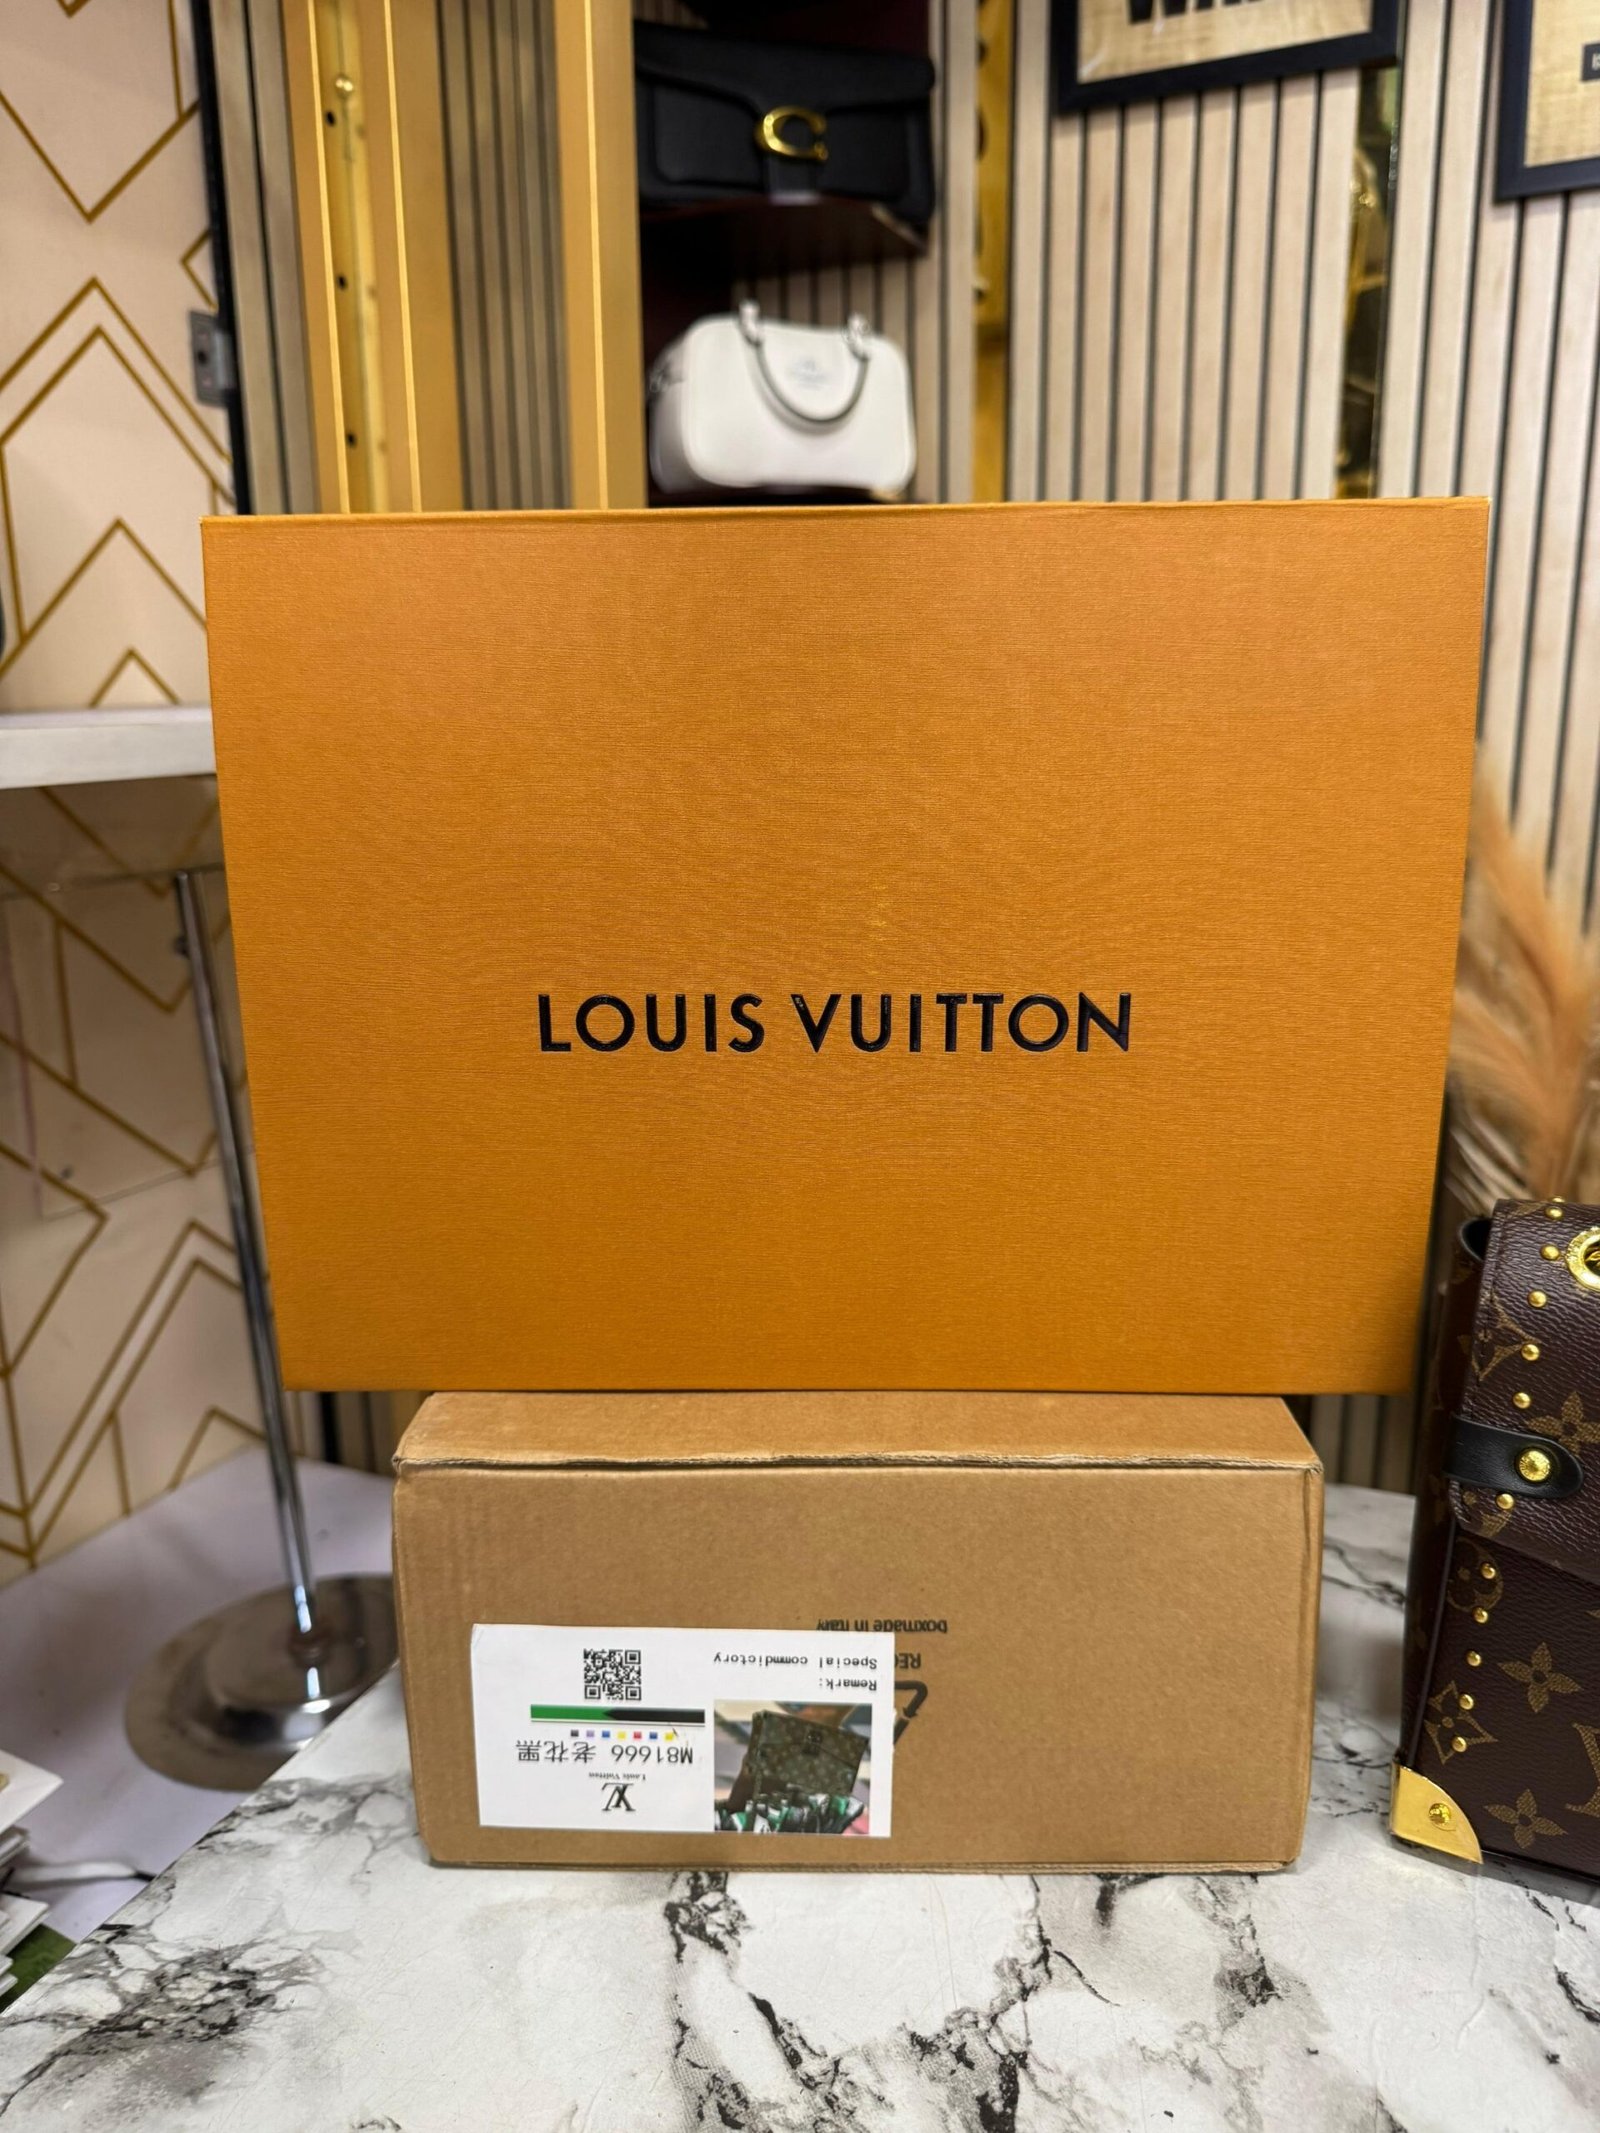 LOUIS VUITTON
boxmade in Italy
Remark:
Special commdictory
M81666 老花黑
Louis Vuitton